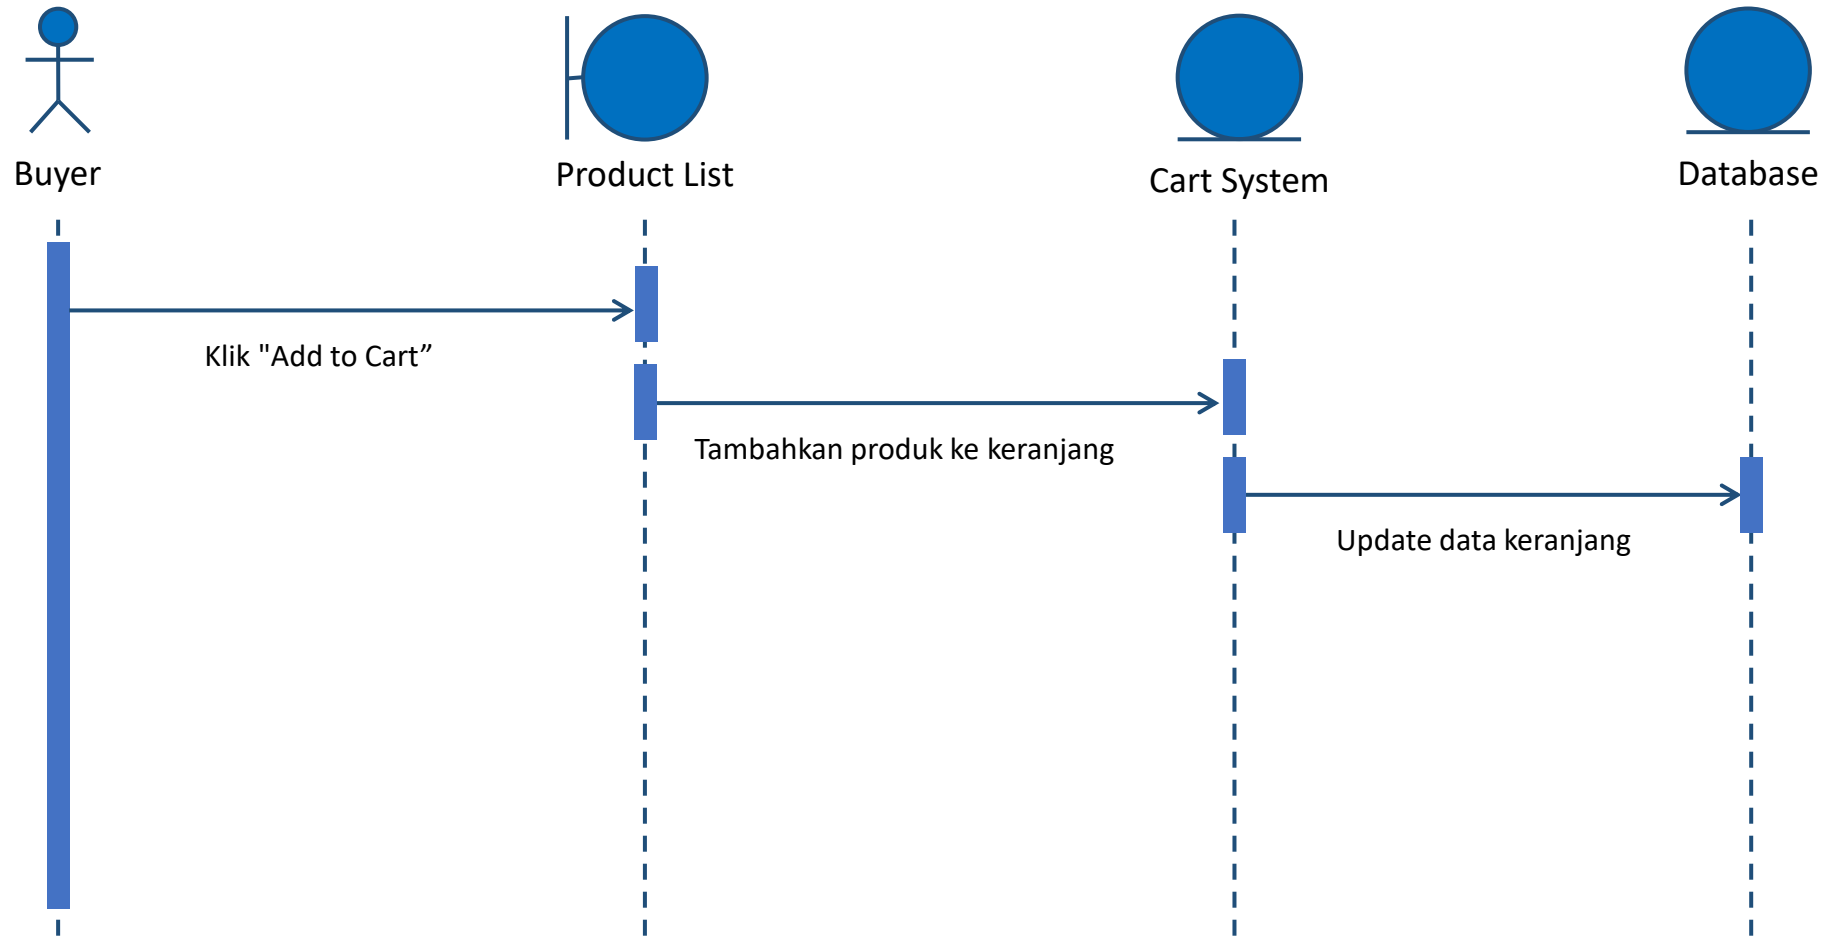 Buyer
Product List
Cart System
Database
Klik "Add to Cart”
Tambahkan produk ke keranjang
Update data keranjang